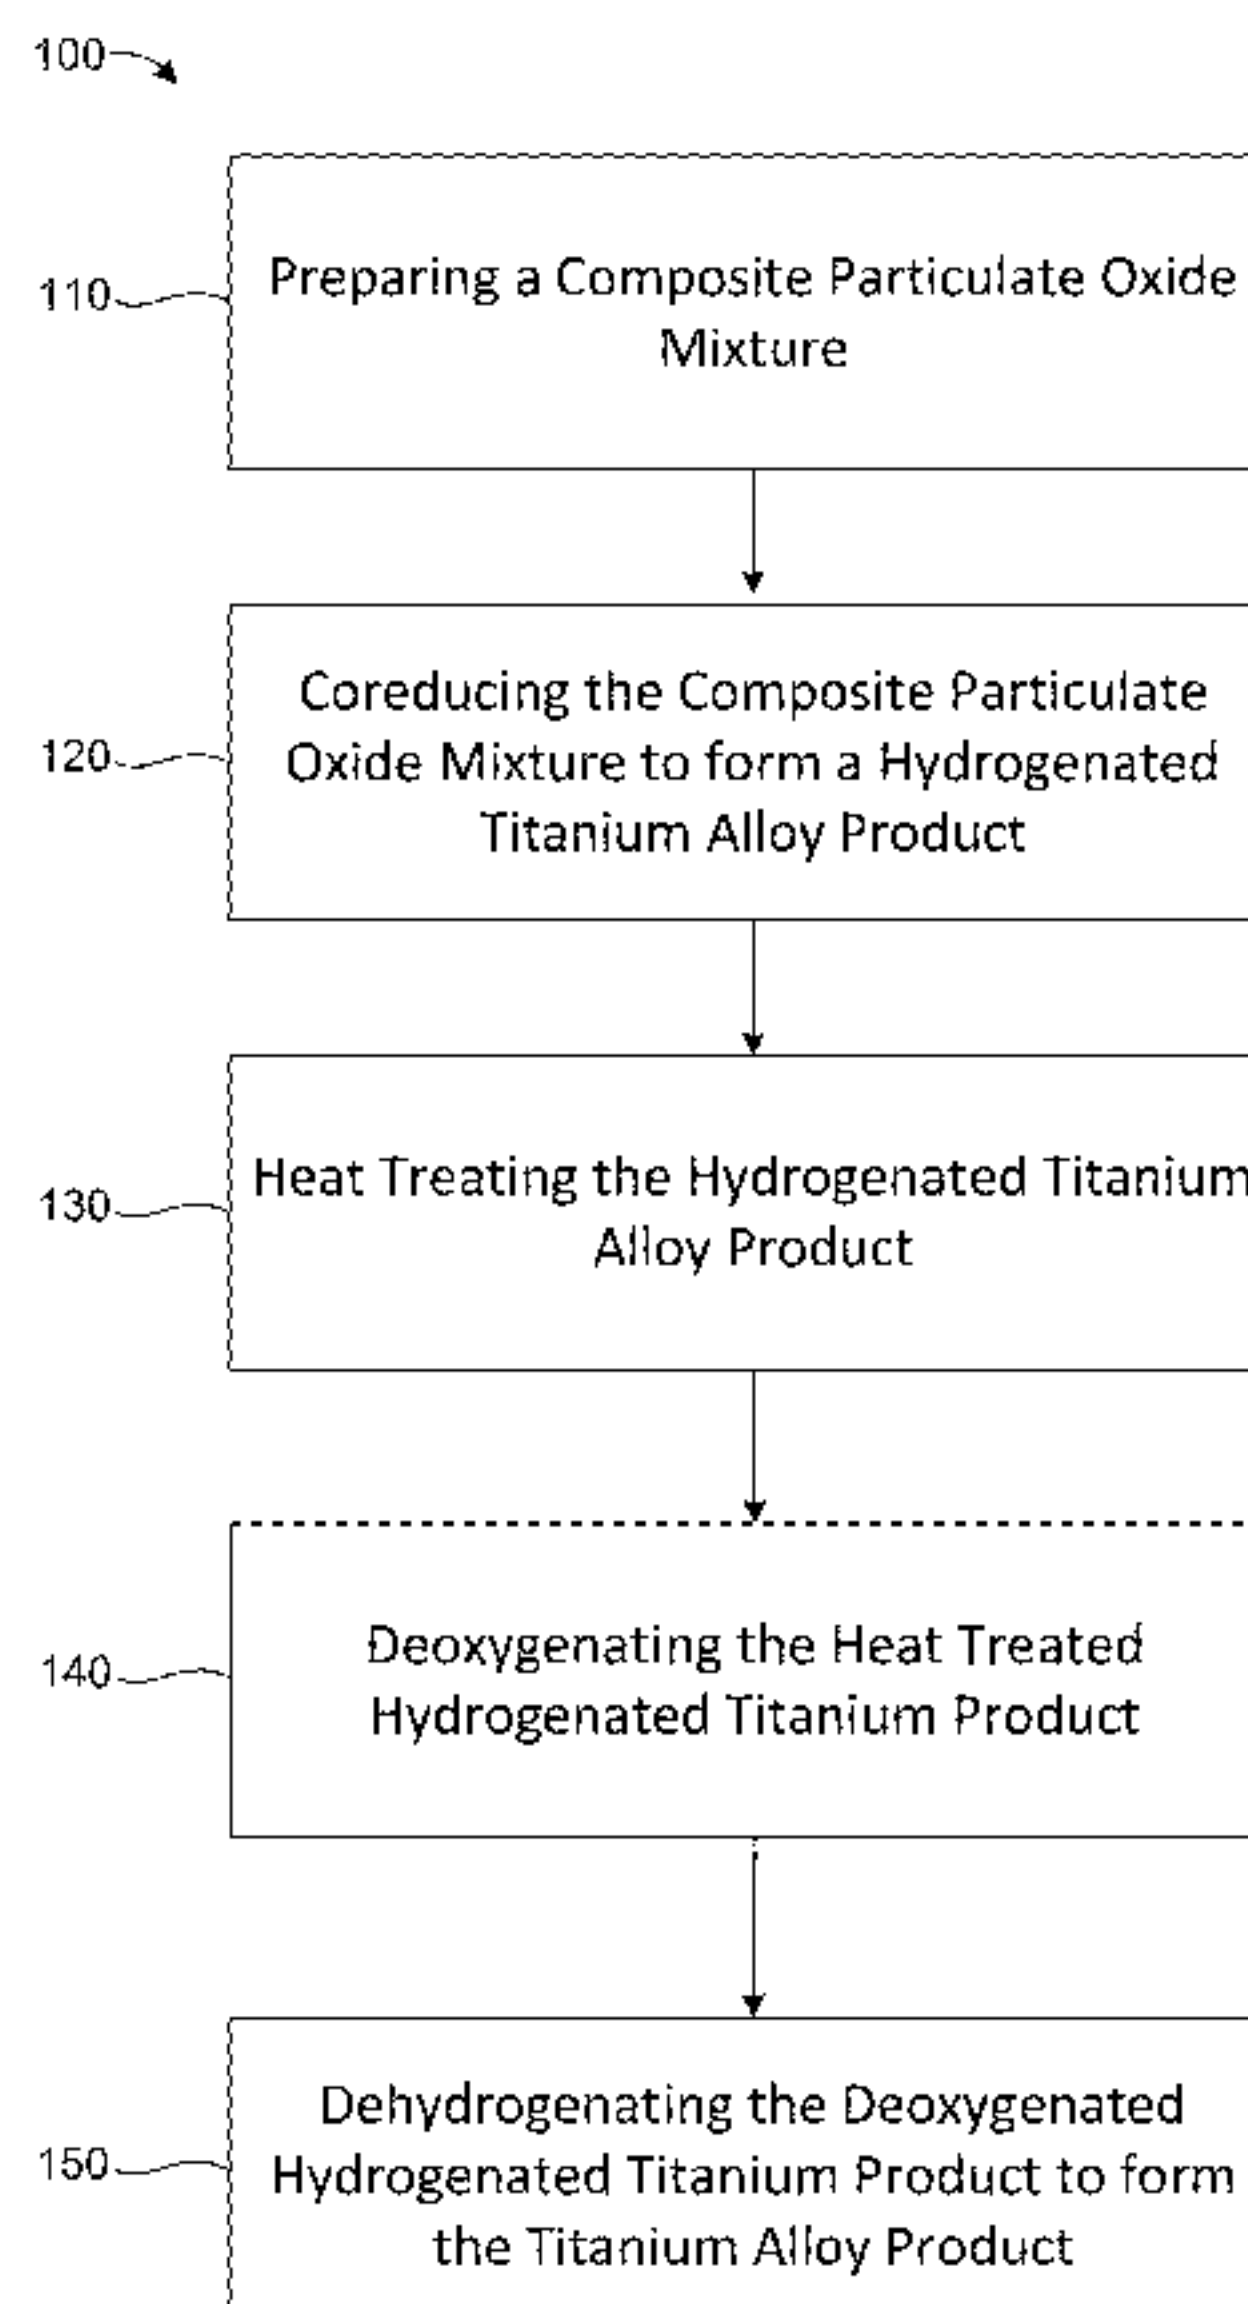 100
110
Preparing a Composite Particulate Oxide
Mixture
120
Coreducing the Composite Particulate
Oxide Mixture to form a Hydrogenated
Titanium Alloy Product
130
Heat Treating the Hydrogenated Titanium
Alloy Product
140
Deoxygenating the Heat Treated
Hydrogenated Titanium Product
150
Dehydrogenating the Deoxygenated
Hydrogenated Titanium Product to form
the Titanium Alloy Product